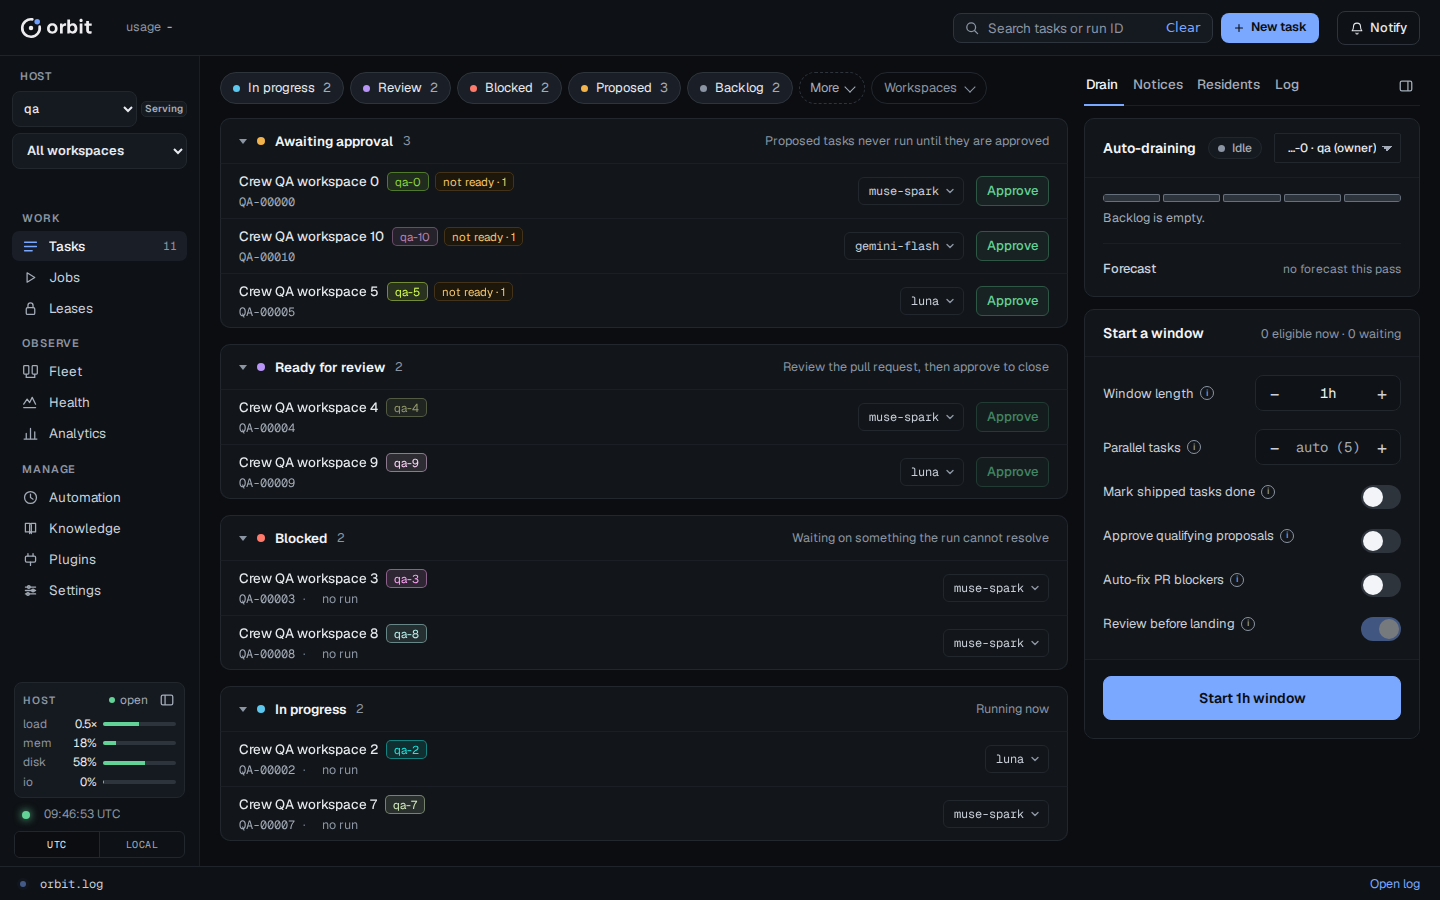 orbit
usage –
Search tasks or run ID
Clear
+ New task
Notify
HOST
qa
Serving
All workspaces
WORK
Tasks 11
Jobs
Leases
OBSERVE
Fleet
Health
Analytics
MANAGE
Automation
Knowledge
Plugins
Settings
HOST open
load 0.5×
mem 18%
disk 58%
io 0%
09:46:53 UTC
UTC LOCAL
In progress 2
Review 2
Blocked 2
Proposed 3
Backlog 2
More
Workspaces
Awaiting approval 3
Proposed tasks never run until they are approved
Crew QA workspace 0 qa-0 not ready · 1
QA-00000
muse-spark
Approve
Crew QA workspace 10 qa-10 not ready · 1
QA-00010
gemini-flash
Approve
Crew QA workspace 5 qa-5 not ready · 1
QA-00005
luna
Approve
Ready for review 2
Review the pull request, then approve to close
Crew QA workspace 4 qa-4
QA-00004
muse-spark
Approve
Crew QA workspace 9 qa-9
QA-00009
luna
Approve
Blocked 2
Waiting on something the run cannot resolve
Crew QA workspace 3 qa-3
QA-00003 · no run
muse-spark
Crew QA workspace 8 qa-8
QA-00008 · no run
muse-spark
In progress 2
Running now
Crew QA workspace 2 qa-2
QA-00002 · no run
luna
Crew QA workspace 7 qa-7
QA-00007 · no run
muse-spark
Drain Notices Residents Log
Auto-draining
Idle
…-0 · qa (owner)
Backlog is empty.
Forecast
no forecast this pass
Start a window
0 eligible now · 0 waiting
Window length
− 1h +
Parallel tasks
− auto (5) +
Mark shipped tasks done
Approve qualifying proposals
Auto-fix PR blockers
Review before landing
Start 1h window
orbit.log
Open log